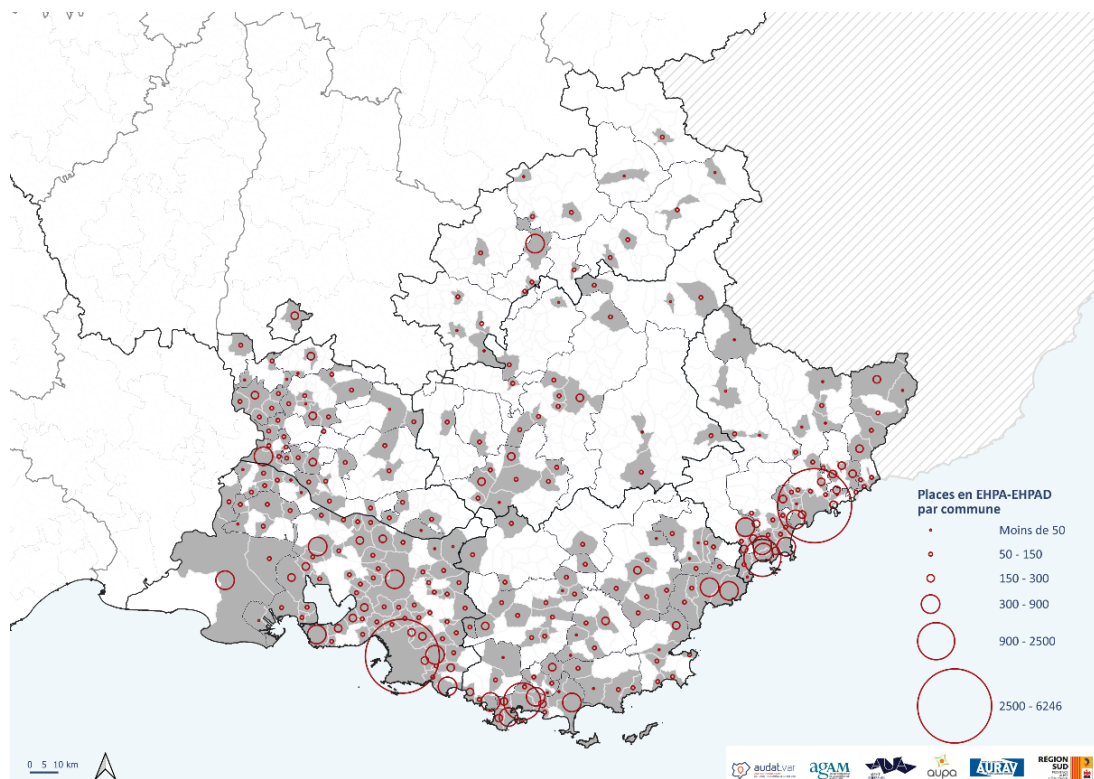 Places en EHPA-EHPAD
par commune
Moins de 50
50 - 150
150 - 300
300 - 900
900 - 2500
2500 - 6246
0 5 10 km
audat.var
agam
aupa
AURAV
RÉGION
SUD